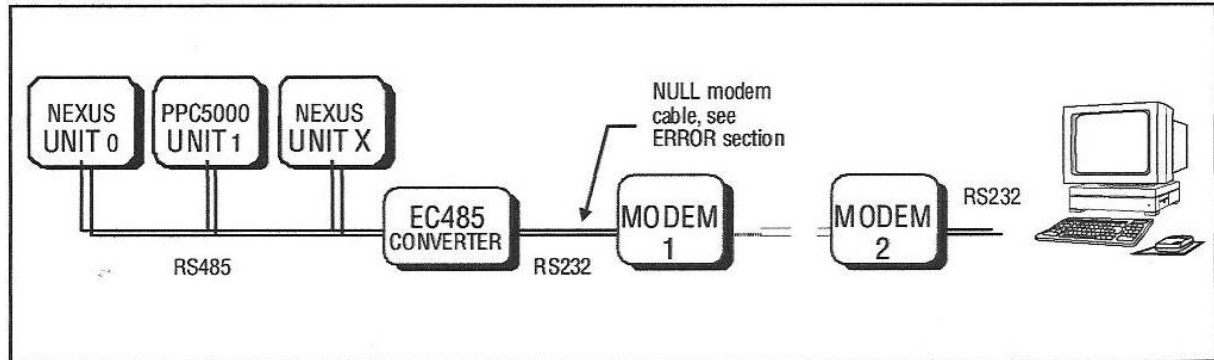 NEXUS
UNIT 0
PPC5000
UNIT 1
NEXUS
UNIT X
NULL modem
cable, see
ERROR section
EC485
CONVERTER
MODEM
1
MODEM
2
RS232
RS485
RS232